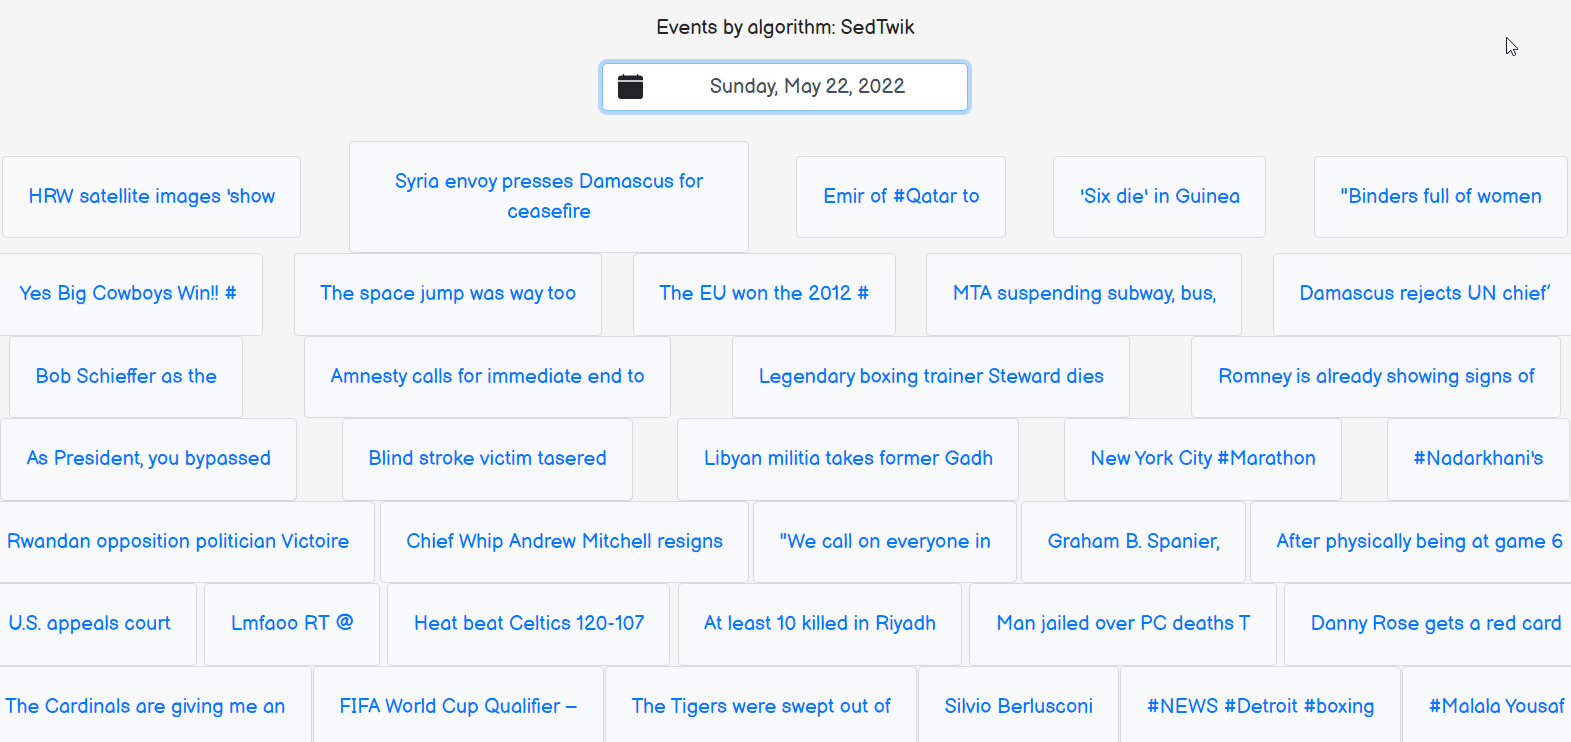 Events by algorithm: SedTwik
Sunday, May 22, 2022
HRW satellite images 'show
Syria envoy presses Damascus for
ceasefire
Emir of #Qatar to
'Six die' in Guinea
"Binders full of women
Yes Big Cowboys Win!! #
The space jump was way too
The EU won the 2012 #
MTA suspending subway, bus,
Damascus rejects UN chief'
Bob Schieffer as the
Amnesty calls for immediate end to
Legendary boxing trainer Steward dies
Romney is already showing signs of
As President, you bypassed
Blind stroke victim tasered
Libyan militia takes former Gadh
New York City #Marathon
#Nadarkhani's
Rwandan opposition politician Victoire
Chief Whip Andrew Mitchell resigns
"We call on everyone in
Graham B. Spanier,
After physically being at game 6
U.S. appeals court
Lmfaoo RT @
Heat beat Celtics 120-107
At least 10 killed in Riyadh
Man jailed over PC deaths T
Danny Rose gets a red card
The Cardinals are giving me an
FIFA World Cup Qualifier –
The Tigers were swept out of
Silvio Berlusconi
#NEWS #Detroit #boxing
#Malala Yousaf